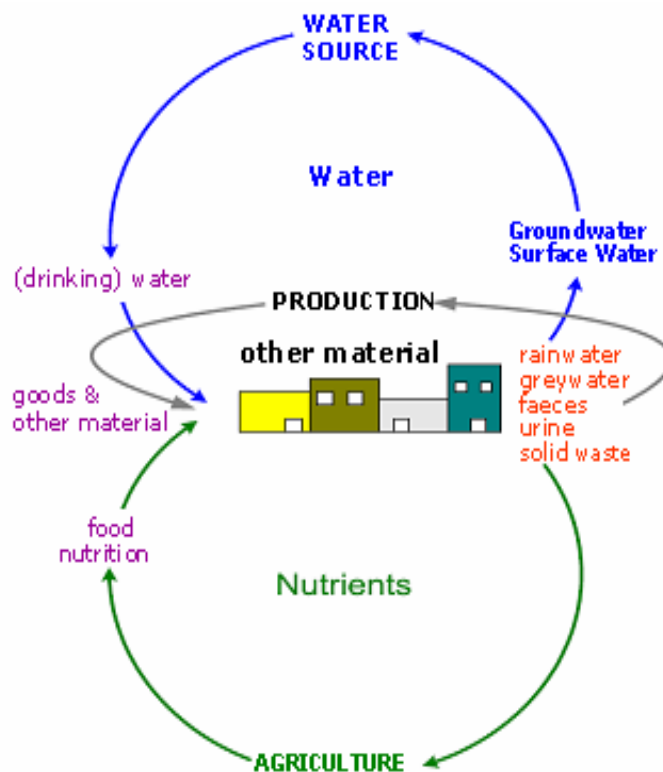 WATER
SOURCE
Water
Groundwater
Surface Water
(drinking) water
PRODUCTION
other material
rainwater
greywater
faeces
urine
solid waste
goods &
other material
food
nutrition
Nutrients
AGRICULTURE